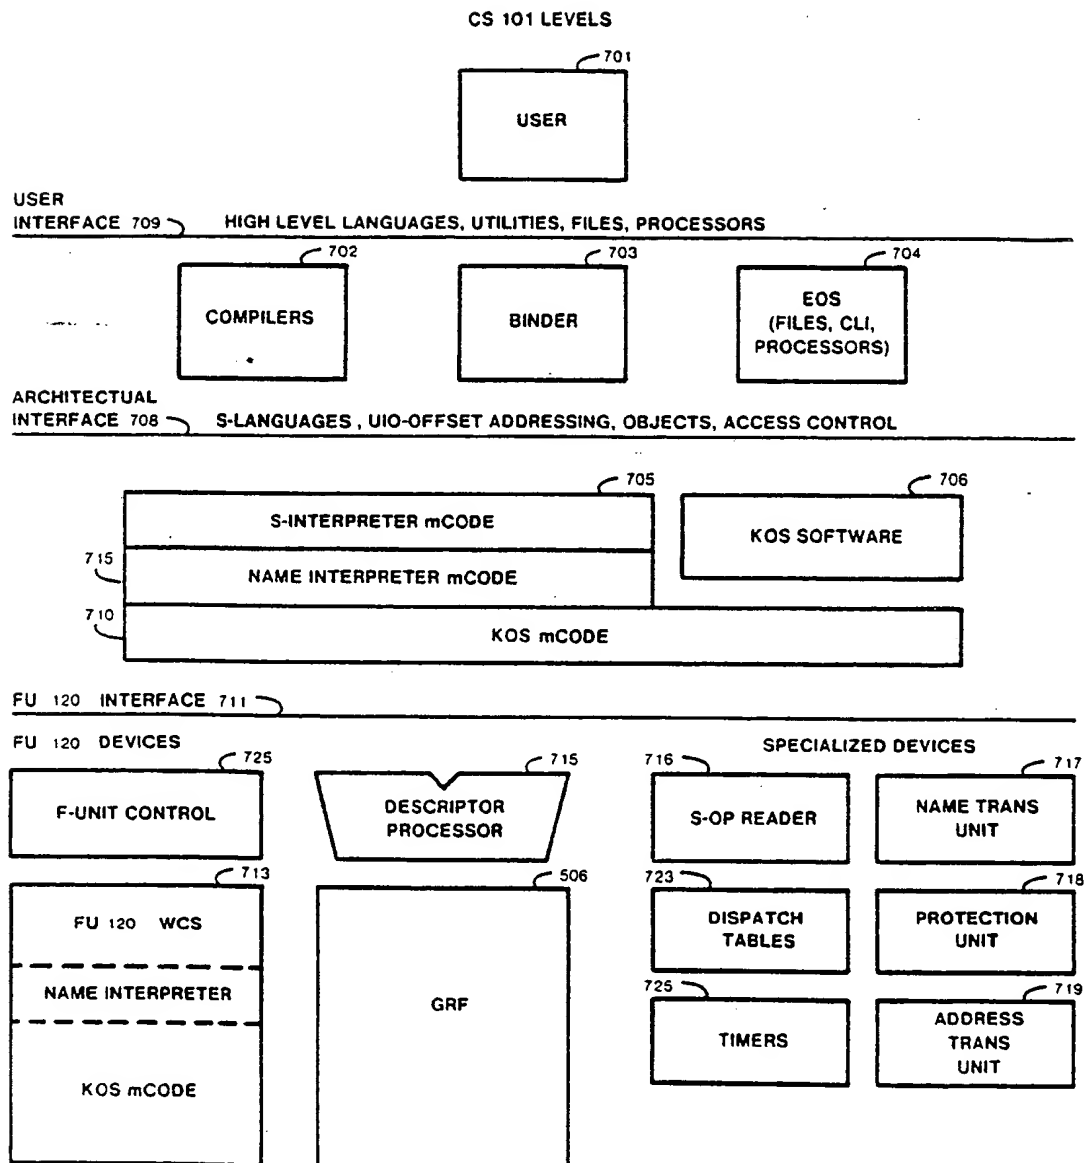 CS 101 LEVELS
701
USER
USER
INTERFACE 709
HIGH LEVEL LANGUAGES, UTILITIES, FILES, PROCESSORS
702
703
704
COMPILERS
BINDER
EOS
(FILES, CLI,
PROCESSORS)
ARCHITECTUAL
INTERFACE 708
S-LANGUAGES , UIO-OFFSET ADDRESSING, OBJECTS, ACCESS CONTROL
705
706
S-INTERPRETER mCODE
KOS SOFTWARE
715
NAME INTERPRETER mCODE
710
KOS mCODE
FU 120 INTERFACE 711
FU 120 DEVICES
SPECIALIZED DEVICES
725
715
716
717
F-UNIT CONTROL
DESCRIPTOR
PROCESSOR
S-OP READER
NAME TRANS
UNIT
713
506
723
718
FU 120 WCS
DISPATCH
TABLES
PROTECTION
UNIT
NAME INTERPRETER
GRF
725
719
TIMERS
ADDRESS
TRANS
UNIT
KOS mCODE